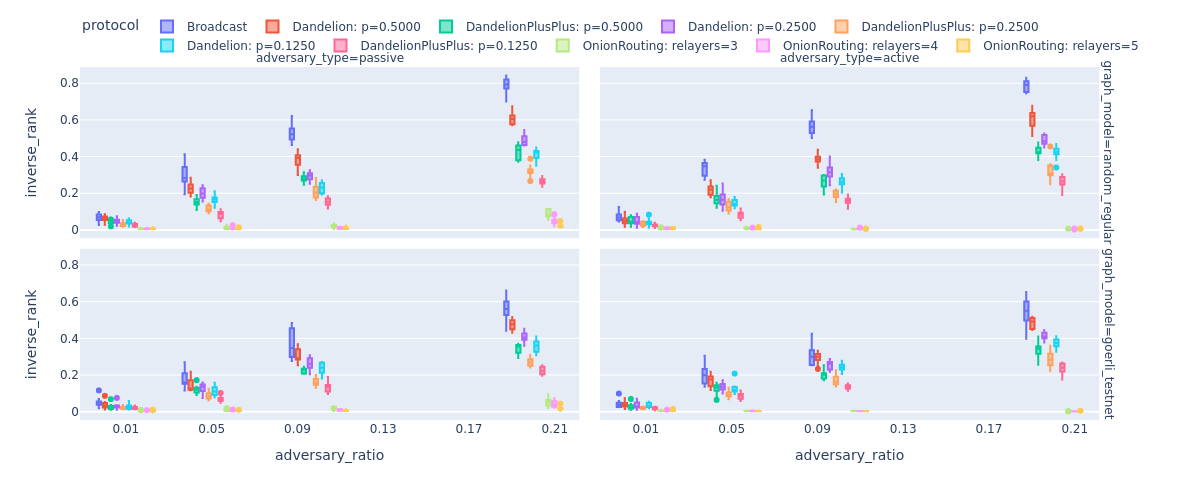 protocol Broadcast Dandelion: p=0.5000 DandelionPlusPlus: p=0.5000 Dandelion: p=0.2500 DandelionPlusPlus: p=0.2500
Dandelion: p=0.1250 DandelionPlusPlus: p=0.1250 OnionRouting: relayers=3 OnionRouting: relayers=4 OnionRouting: relayers=5
adversary_type=passive adversary_type=active
inverse_rank
0.8
0.6
0.4
0.2
0
graph_model=random_regular
inverse_rank
0.8
0.6
0.4
0.2
0
graph_model=goerli_testnet
0.01 0.05 0.09 0.13 0.17 0.21 0.01 0.05 0.09 0.13 0.17 0.21
adversary_ratio adversary_ratio